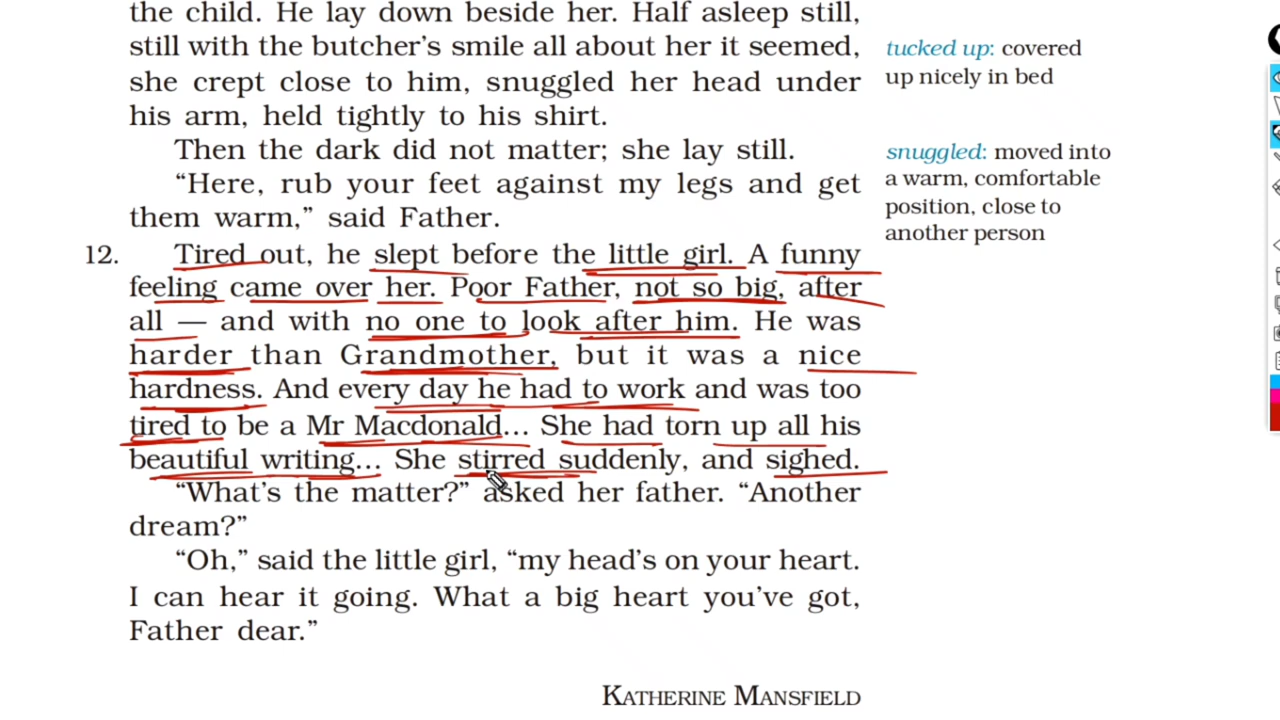 the child. He lay down beside her. Half asleep still,
still with the butcher’s smile all about her it seemed,
she crept close to him, snuggled her head under
his arm, held tightly to his shirt.
Then the dark did not matter; she lay still.
“Here, rub your feet against my legs and get
them warm,” said Father.
12. Tired out, he slept before the little girl. A funny
feeling came over her. Poor Father, not so big, after
all — and with no one to look after him. He was
harder than Grandmother, but it was a nice
hardness. And every day he had to work and was too
tired to be a Mr Macdonald... She had torn up all his
beautiful writing... She stirred suddenly, and sighed.
“What’s the matter?” asked her father. “Another
dream?”
“Oh,” said the little girl, “my head’s on your heart.
I can hear it going. What a big heart you’ve got,
Father dear.”
KATHERINE MANSFIELD
tucked up: covered
up nicely in bed
snuggled: moved into
a warm, comfortable
position, close to
another person